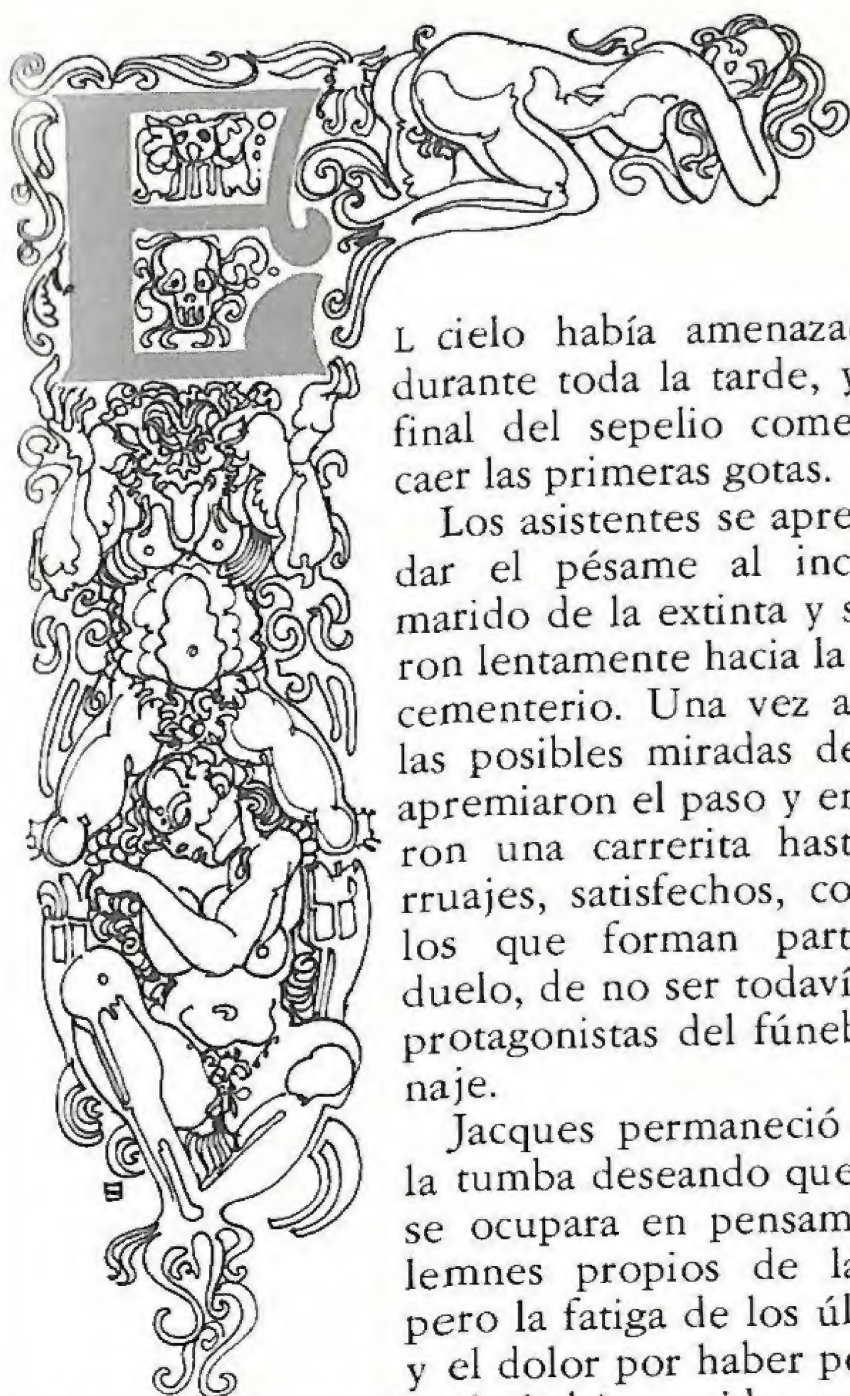 EL cielo había amenaza
durante toda la tarde, y
final del sepelio come
caer las primeras gotas.
Los asistentes se apre
dar el pésame al inc
marido de la extinta y s
ron lentamente hacia la
cementerio. Una vez a
las posibles miradas de
apremiaron el paso y e
ron una carrerita hast
rruajes, satisfechos, co
los que forman part
duelo, de no ser todaví
protagonistas del fúneb
naje.
Jacques permaneció
la tumba deseando que
se ocupara en pensam
lemnes propios de la
pero la fatiga de los úl
y el dolor por haber pe